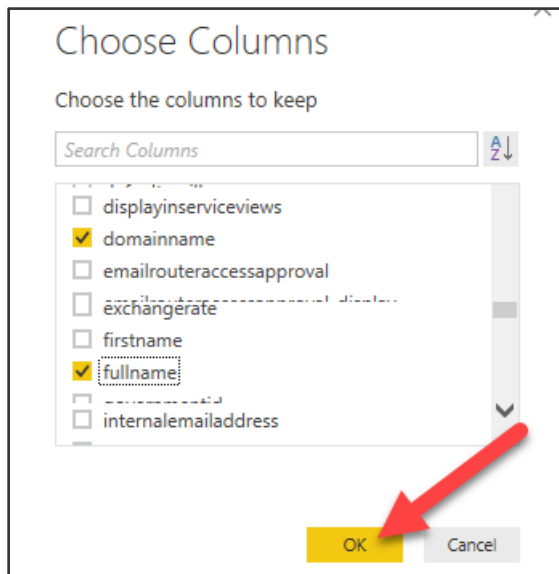 Choose Columns
Choose the columns to keep
Search Columns
A
Z
displayinserviceviews
domainname
emailrouteraccessapproval
exchangerate
firstname
fullname
internalemailaddress
OK
Cancel